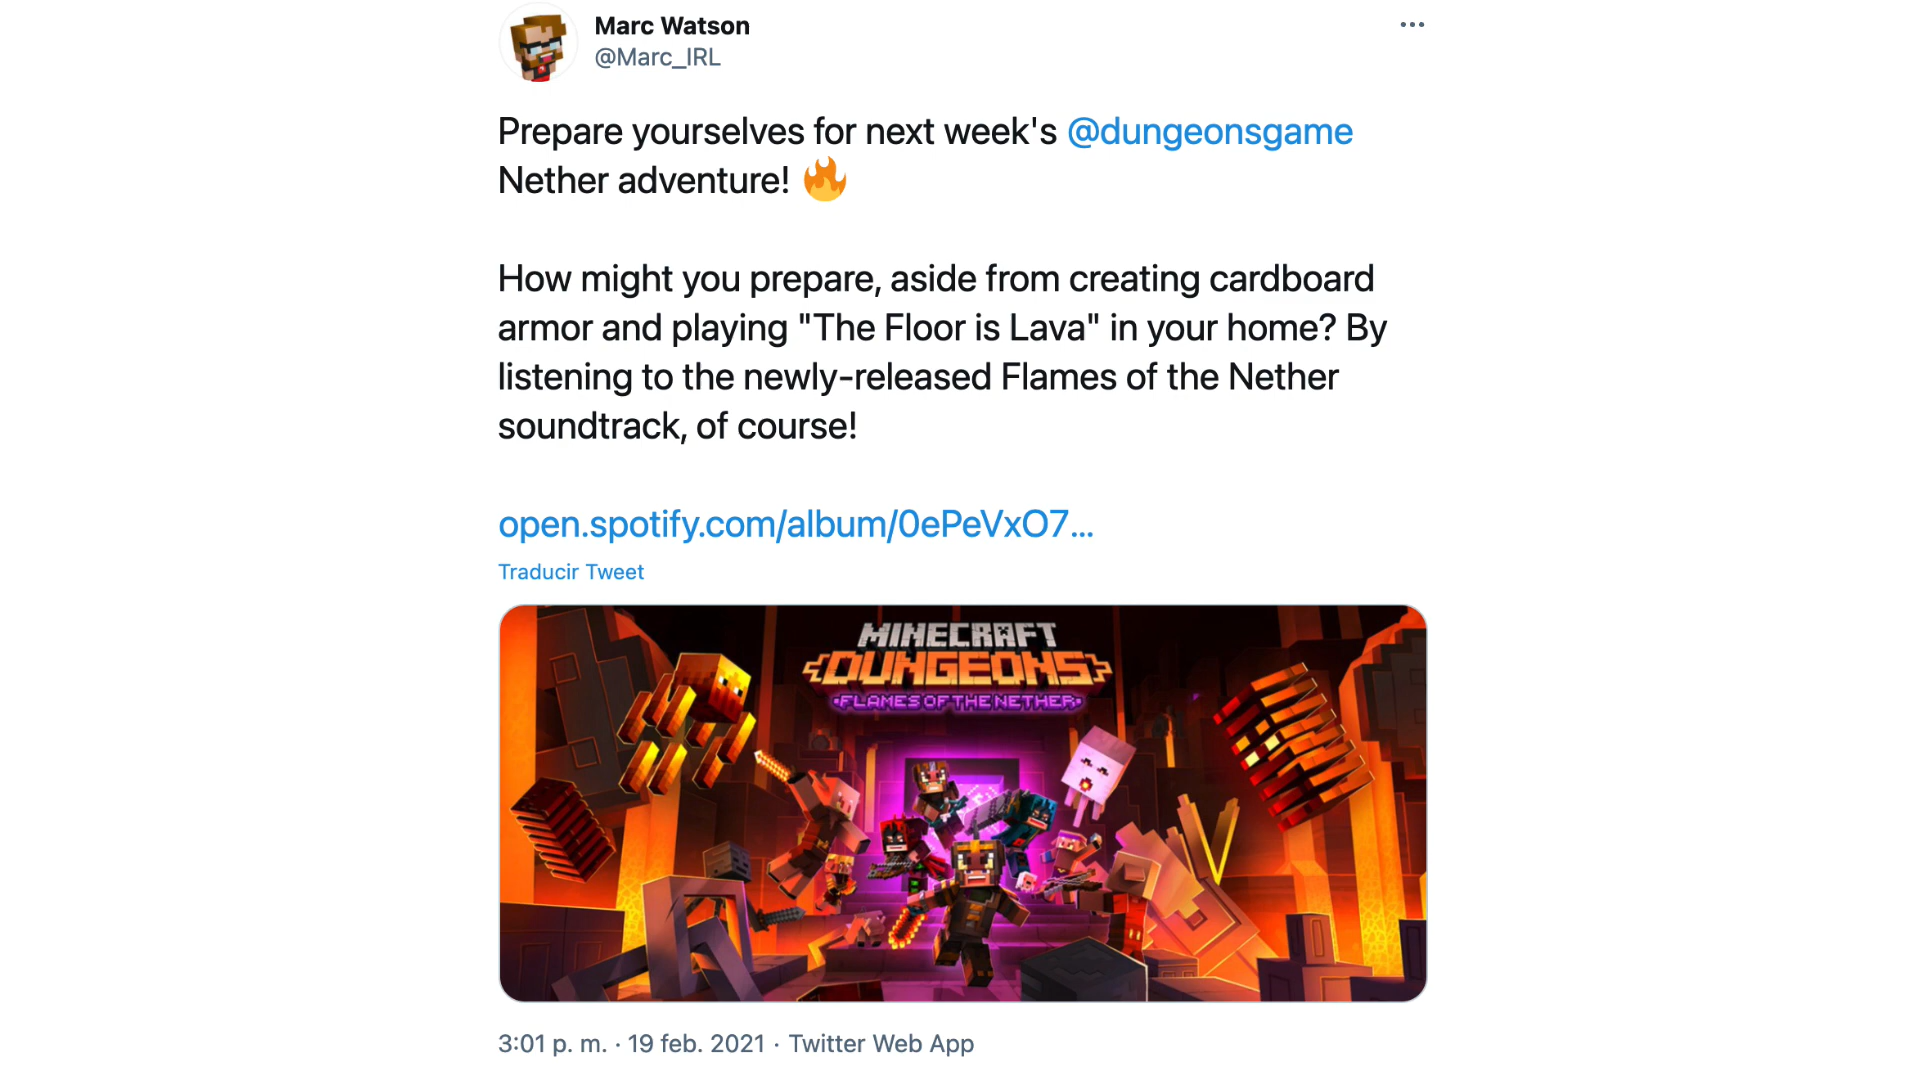 Marc Watson
@Marc_IRL
Prepare yourselves for next week's @dungeonsgame
Nether adventure! 🔥
How might you prepare, aside from creating cardboard
armor and playing "The Floor is Lava" in your home? By
listening to the newly-released Flames of the Nether
soundtrack, of course!
open.spotify.com/album/0ePeVxO7...
Traducir Tweet
MINECRAFT
DUNGEONS
FLAMES OF THE NETHER
3:01 p. m. · 19 feb. 2021 · Twitter Web App